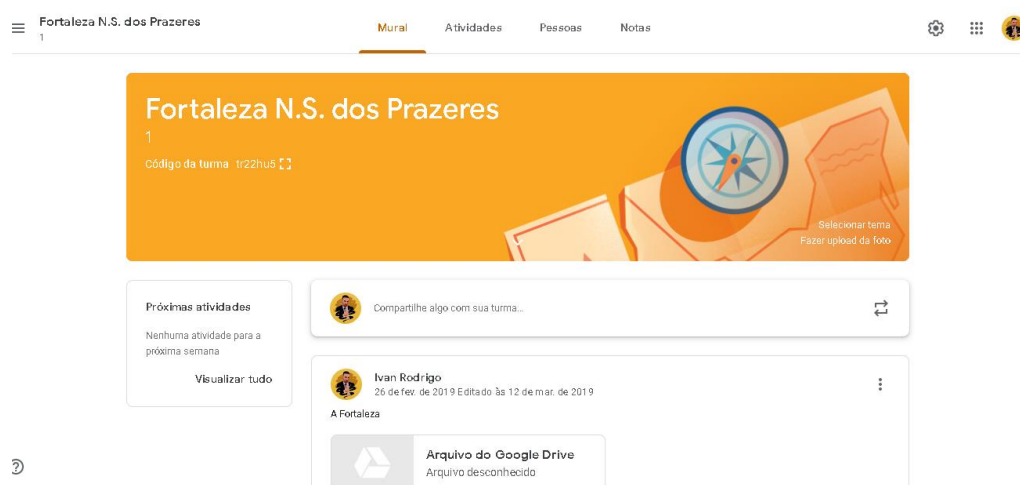 Fortaleza N.S. dos Prazeres
1
Mural
Atividades
Pessoas
Notas
Fortaleza N.S. dos Prazeres
1
Código da turma tr22hu5
Selecionar tema
Fazer upload da foto
Próximas atividades
Nenhuma atividade para a
próxima semana
Visualizar tudo
Compartilhe algo com sua turma...
Ivan Rodrigo
26 de fev. de 2019 Editado às 12 de mar. de 2019
A Fortaleza
Arquivo do Google Drive
Arquivo desconhecido